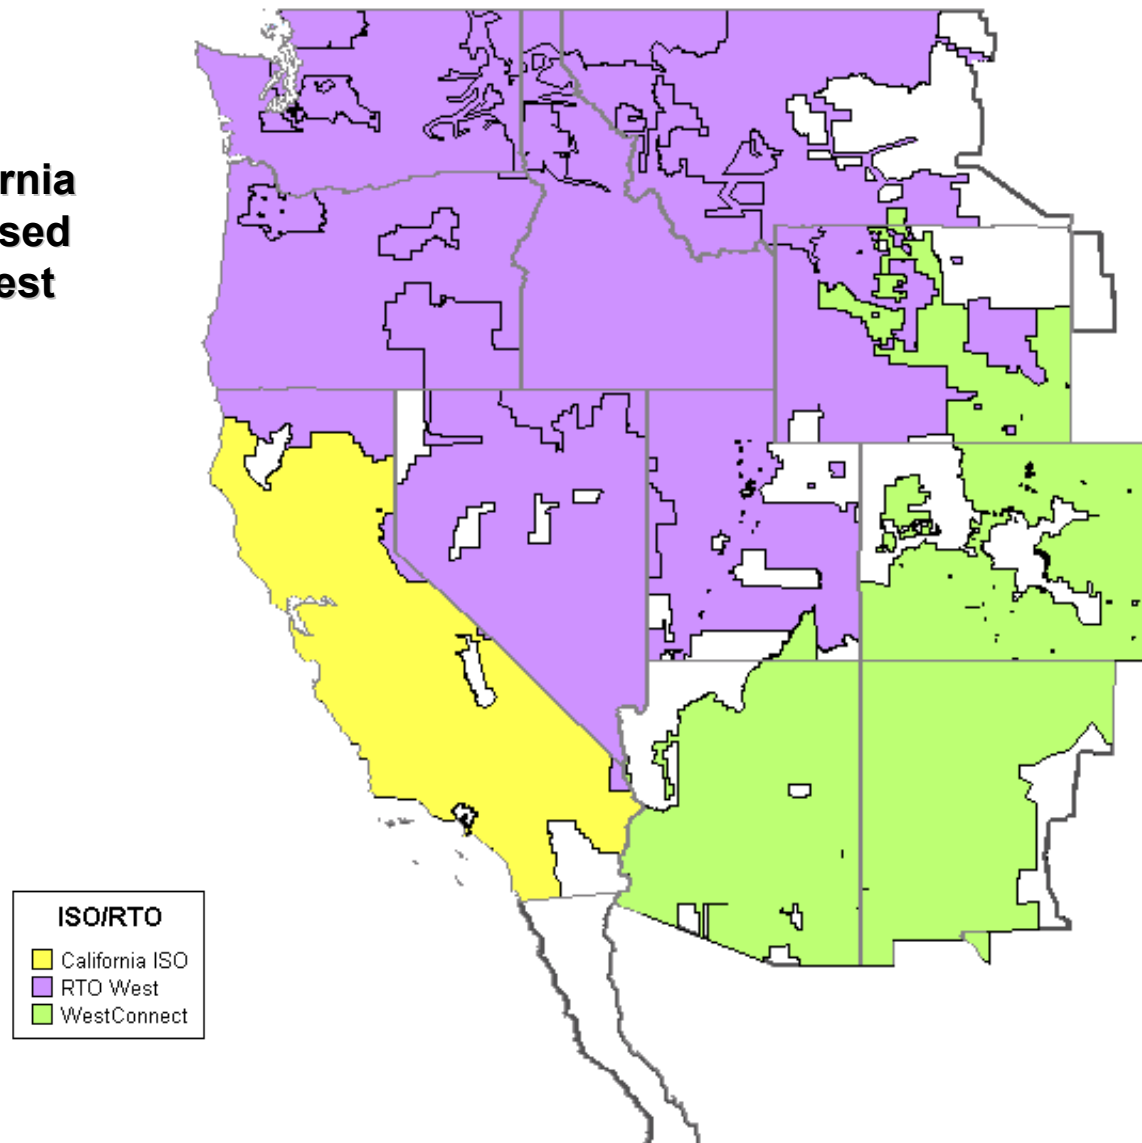 rnia
sed
est
ISO/RTO
California ISO
RTO West
WestConnect